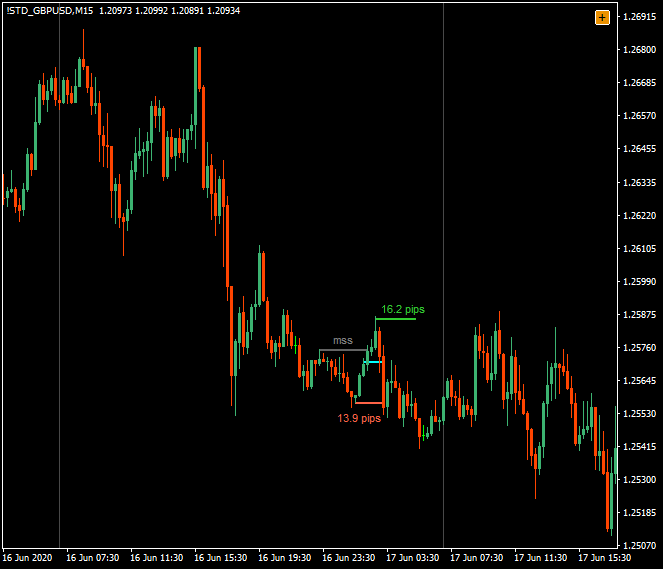 !STD_GBPUSD,M15 1.20973 1.20992 1.20891 1.20934
+
1.26915
1.26800
1.26685
1.26570
1.26455
1.26335
1.26220
1.26105
1.25990
1.25875
1.25760
1.25645
1.25530
1.25415
1.25300
1.25185
1.25070
16.2 pips
mss
13.9 pips
16 Jun 2020
16 Jun 07:30
16 Jun 11:30
16 Jun 15:30
16 Jun 19:30
16 Jun 23:30
17 Jun 03:30
17 Jun 07:30
17 Jun 11:30
17 Jun 15:30